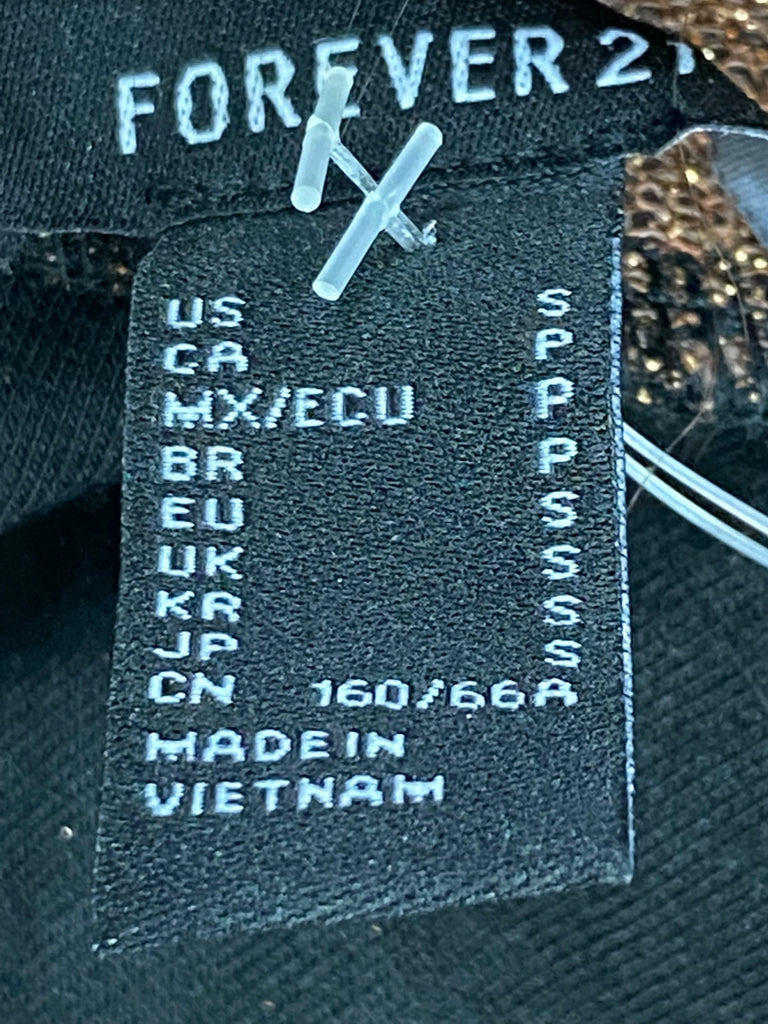 FOREVER 21
US S
CA P
MX/ECU P
BR P
EU S
UK S
KR S
JP S
CN 160/66A
MADE IN
VIETNAM